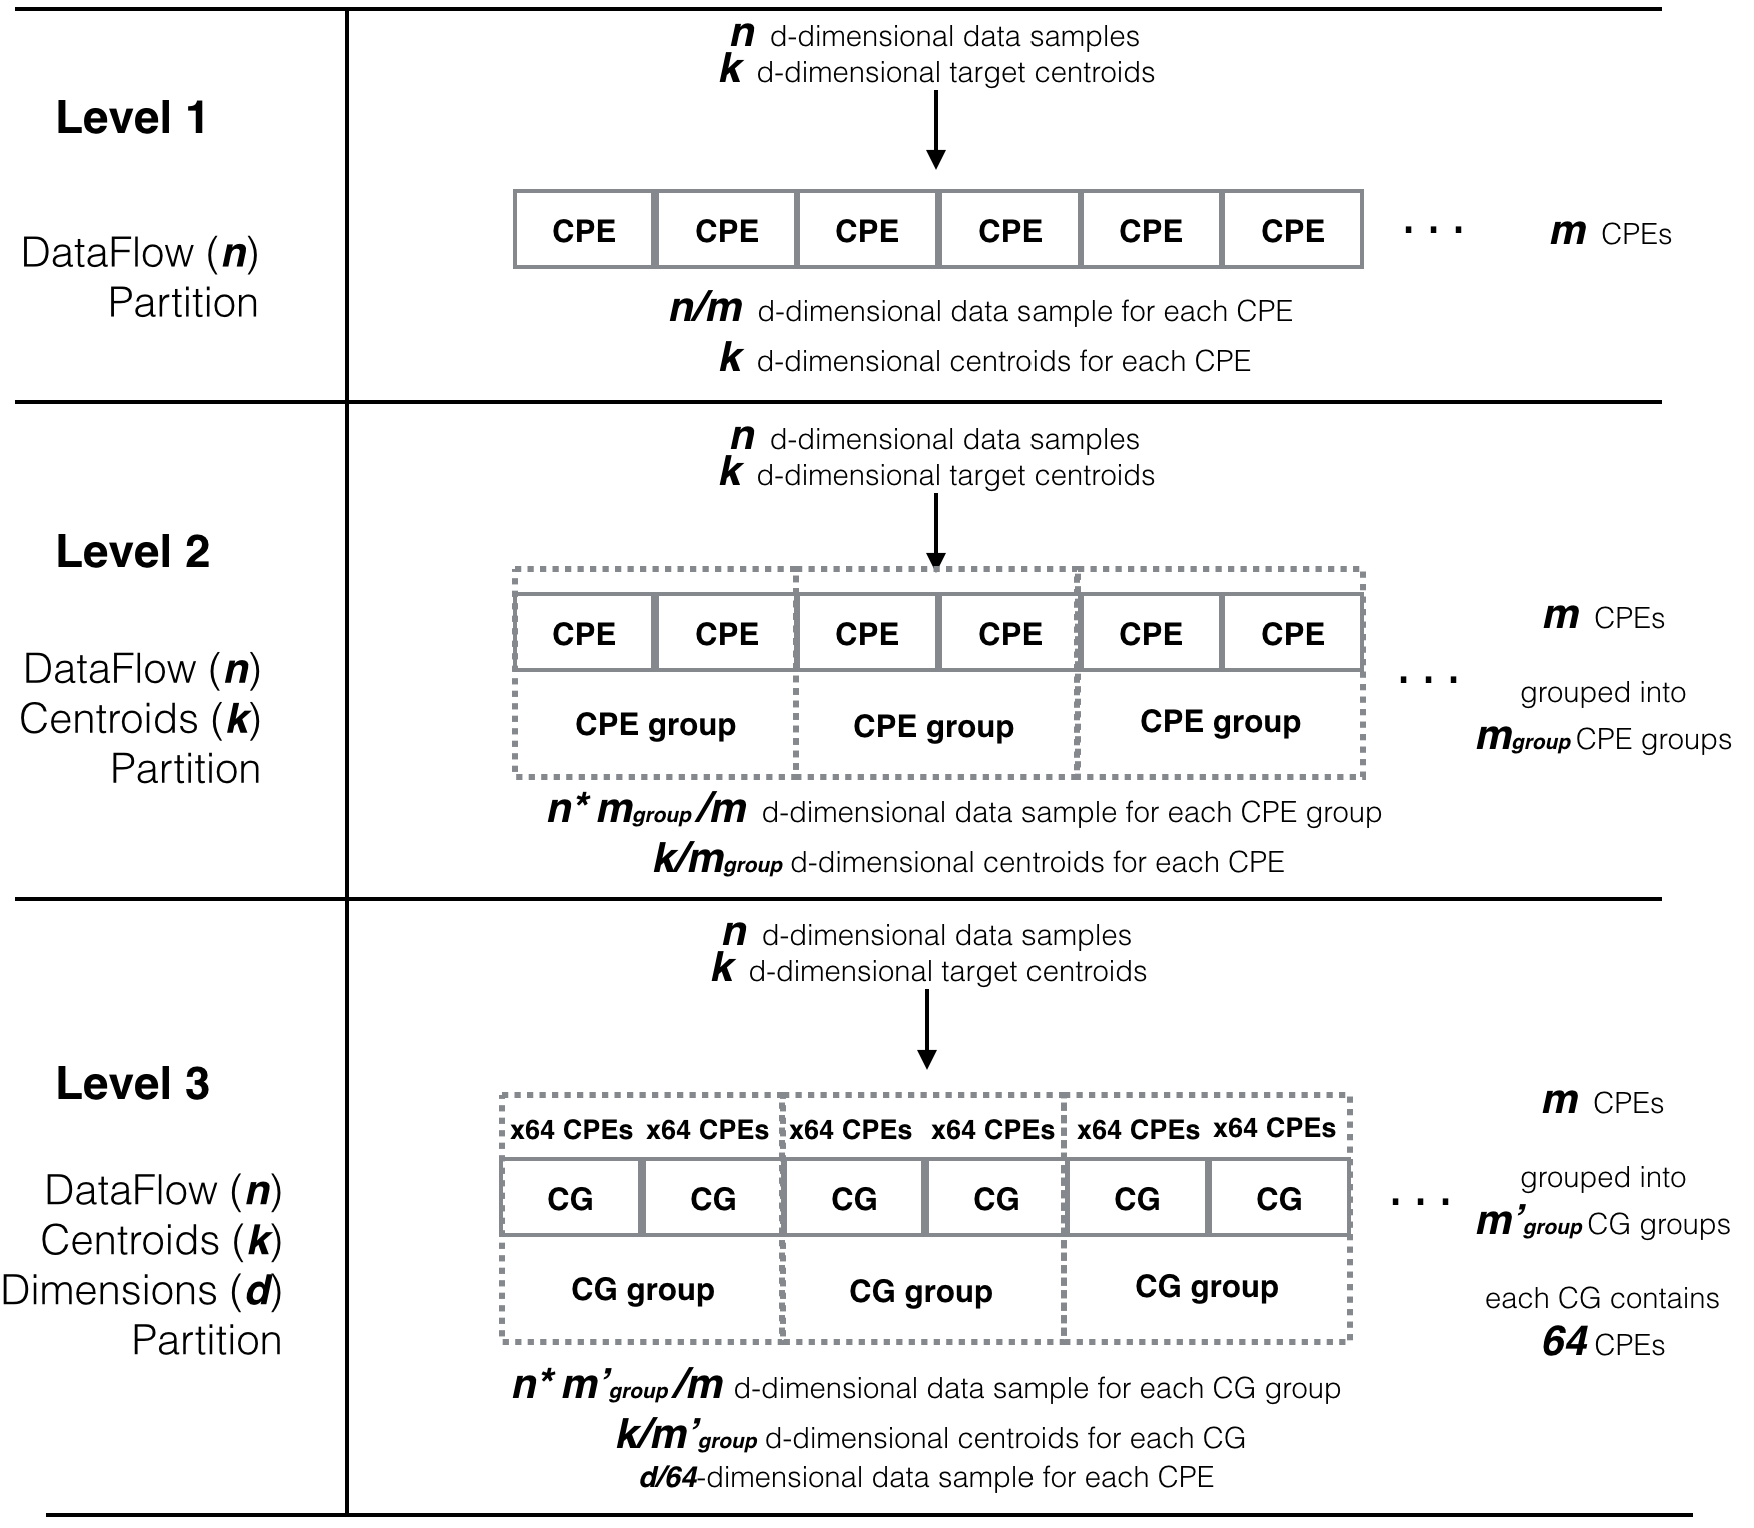 n d-dimensional data samples
k d-dimensional target centroids
Level 1
CPE CPE CPE CPE CPE CPE ... m CPEs
DataFlow (n)
Partition
n/m d-dimensional data sample for each CPE
k d-dimensional centroids for each CPE
n d-dimensional data samples
k d-dimensional target centroids
Level 2
CPE CPE CPE CPE CPE CPE
m CPEs
...
grouped into
mgroup CPE groups
DataFlow (n)
Centroids (k)
Partition
CPE group CPE group CPE group
n* mgroup /m d-dimensional data sample for each CPE group
k/mgroup d-dimensional centroids for each CPE
n d-dimensional data samples
k d-dimensional target centroids
Level 3
x64 CPEs x64 CPEs x64 CPEs x64 CPEs x64 CPEs x64 CPEs
CG CG CG CG CG CG
...
m CPEs
grouped into
m'group CG groups
each CG contains
64 CPEs
DataFlow (n)
Centroids (k)
Dimensions (d)
Partition
CG group CG group CG group
n* m'group /m d-dimensional data sample for each CG group
k/m'group d-dimensional centroids for each CG
d/64-dimensional data sample for each CPE